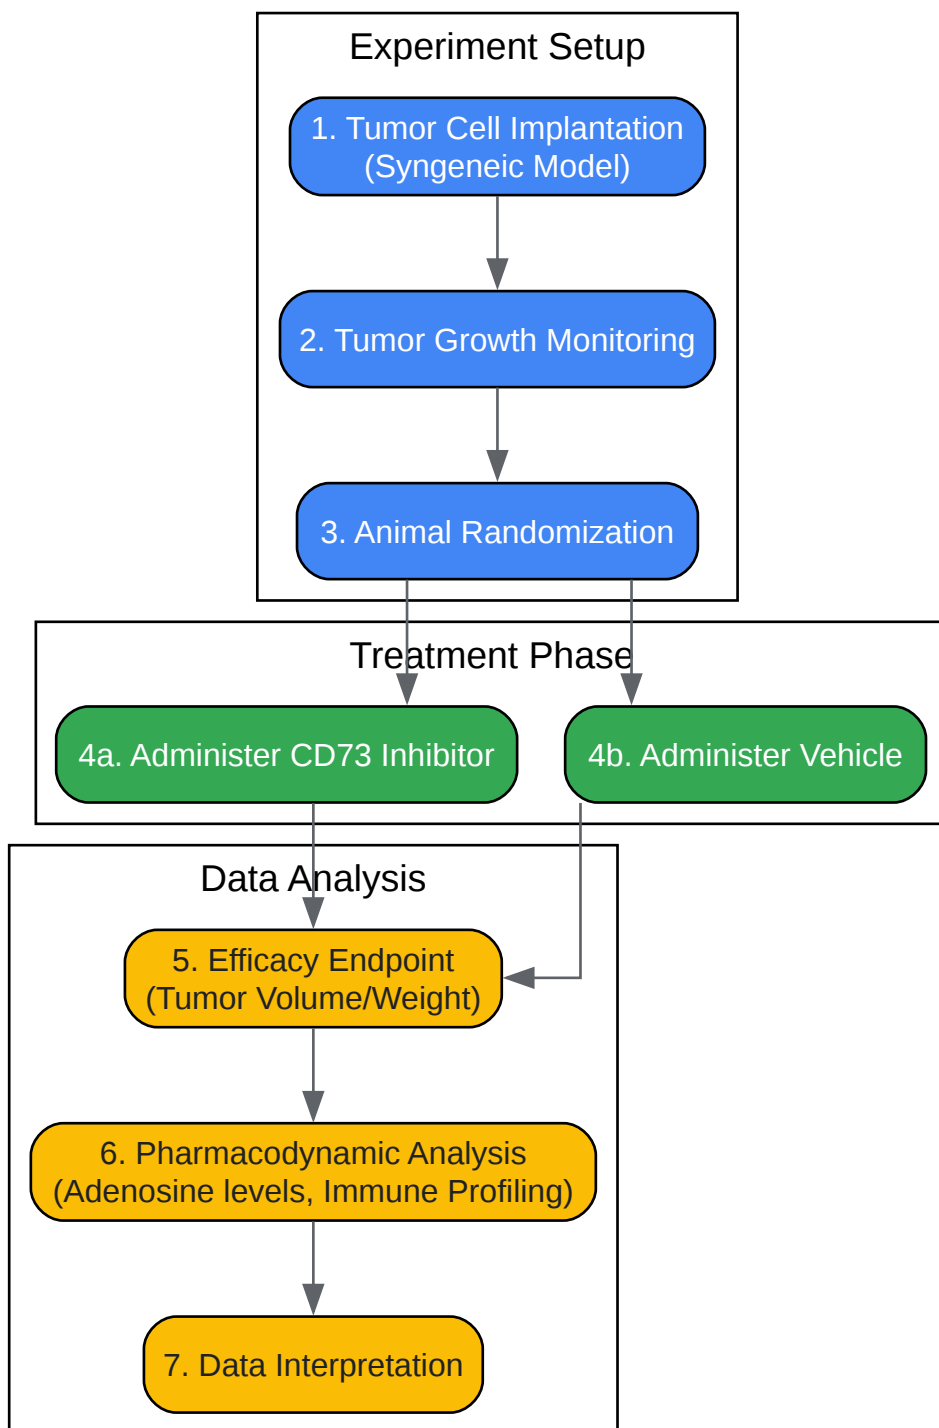 Experiment Setup
1. Tumor Cell Implantation
(Syngeneic Model)
2. Tumor Growth Monitoring
3. Animal Randomization
Treatment Phase
4a. Administer CD73 Inhibitor
4b. Administer Vehicle
Data Analysis
5. Efficacy Endpoint
(Tumor Volume/Weight)
6. Pharmacodynamic Analysis
(Adenosine levels, Immune Profiling)
7. Data Interpretation